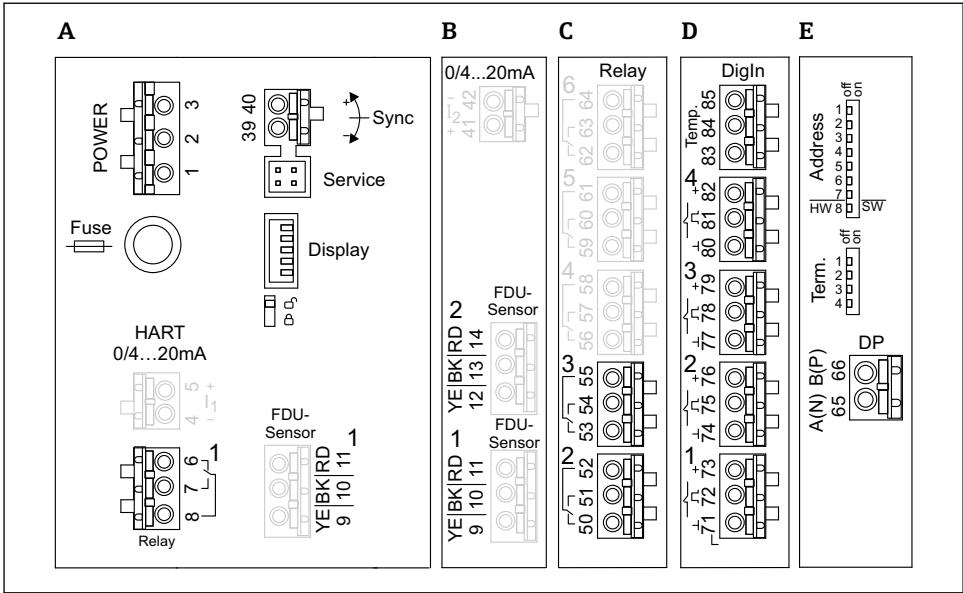 A
B
C
D
E
POWER
3
2
1
39 40
+
-
Sync
Service
Fuse
Display
HART
0/4...20mA
4 5
- I1 +
8 7 6
1
Relay
FDU-
Sensor
1
YE|BK|RD
9 |10| 11
0/4...20mA
- I2 +
41 42
2
FDU-
Sensor
YE|BK|RD
12 |13| 14
1
FDU-
Sensor
YE|BK|RD
9 |10| 11
Relay
6
62 63 64
5
59 60 61
4
56 57 58
3
53 54 55
2
50 51 52
DigIn
Temp.
83 84 85
4
80 81 82
+
3
77 78 79
+
2
74 75 76
+
1
71 72 73
+
off
on
Address
1
2
3
4
5
6
7
HW 8 SW
off
on
Term.
1
2
3
4
DP
A(N) B(P)
65 66